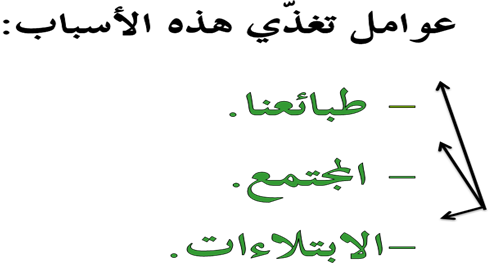 عوامل تغذّي هذه الأسباب:
– طبائعنا.
– المجتمع.
– الابتلاءات.